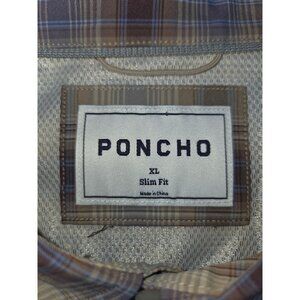 PONCHO
XL
Slim Fit
Made in China